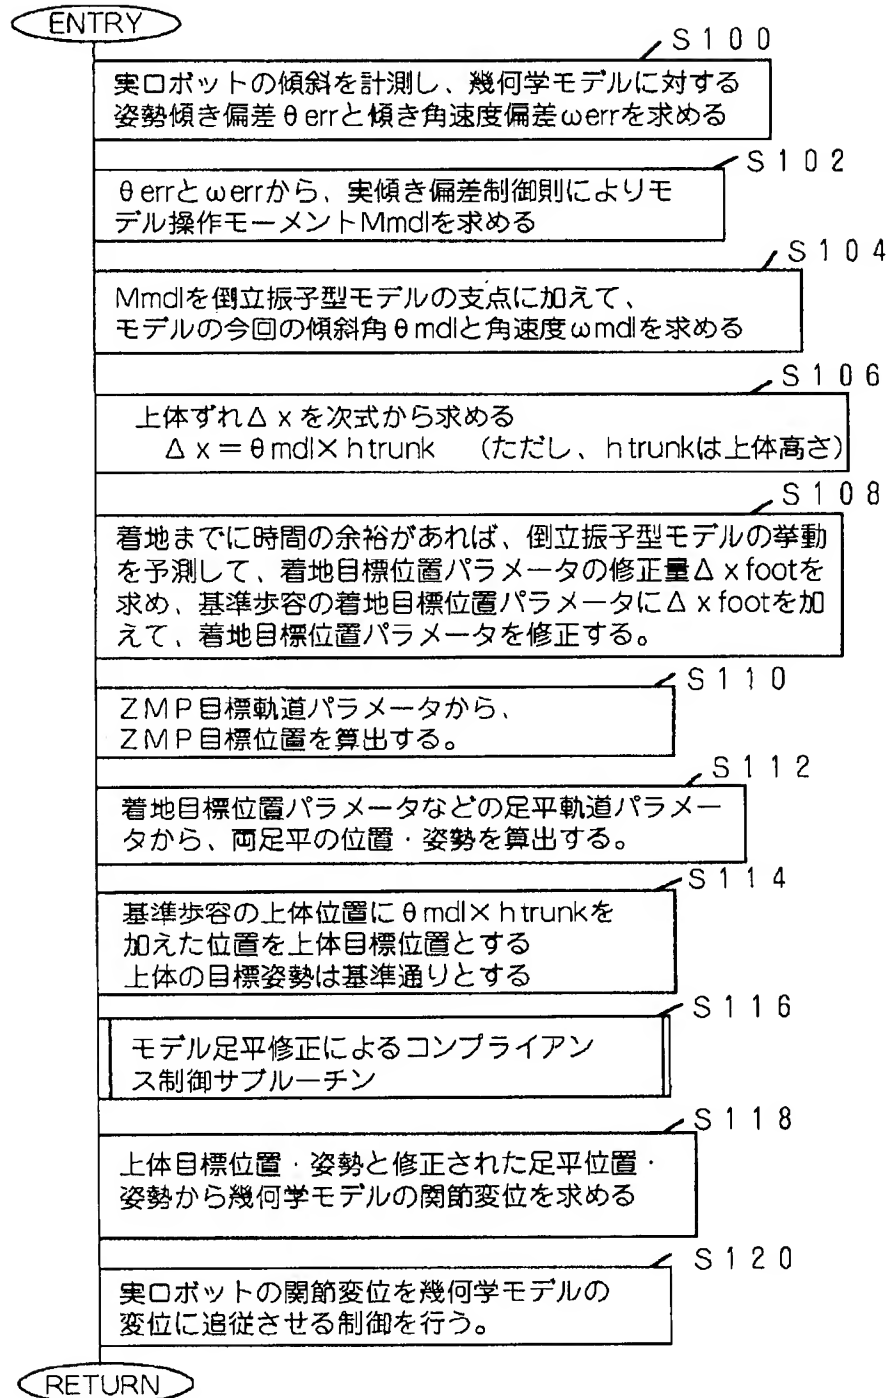 ENTRY
S100
実ロボットの傾斜を計測し、幾何学モデルに対する
姿勢傾き偏差θerrと傾き角速度偏差ωerrを求める
S102
θerrとωerrから、実傾き偏差制御則によりモ
デル操作モーメントMmdlを求める
S104
Mmdlを倒立振子型モデルの支点に加えて、
モデルの今回の傾斜角θmdlと角速度ωmdlを求める
S106
上体ずれΔxを次式から求める
Δx=θmdl×htrunk (ただし、htrunkは上体高さ)
S108
着地までに時間の余裕があれば、倒立振子型モデルの挙動
を予測して、着地目標位置パラメータの修正量Δxfootを
求め、基準歩容の着地目標位置パラメータにΔxfootを加
えて、着地目標位置パラメータを修正する。
S110
ZMP目標軌道パラメータから、
ZMP目標位置を算出する。
S112
着地目標位置パラメータなどの足平軌道パラメー
タから、両足平の位置・姿勢を算出する。
S114
基準歩容の上体位置にθmdl×htrunkを
加えた位置を上体目標位置とする
上体の目標姿勢は基準通りとする
S116
モデル足平修正によるコンプライアン
ス制御サブルーチン
S118
上体目標位置・姿勢と修正された足平位置・
姿勢から幾何学モデルの関節変位を求める
S120
実ロボットの関節変位を幾何学モデルの
変位に追従させる制御を行う。
RETURN